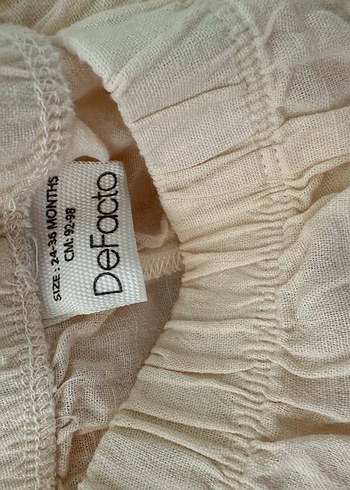 DeFacto
SIZE : 24-36 MONTHS
CM: 92-98